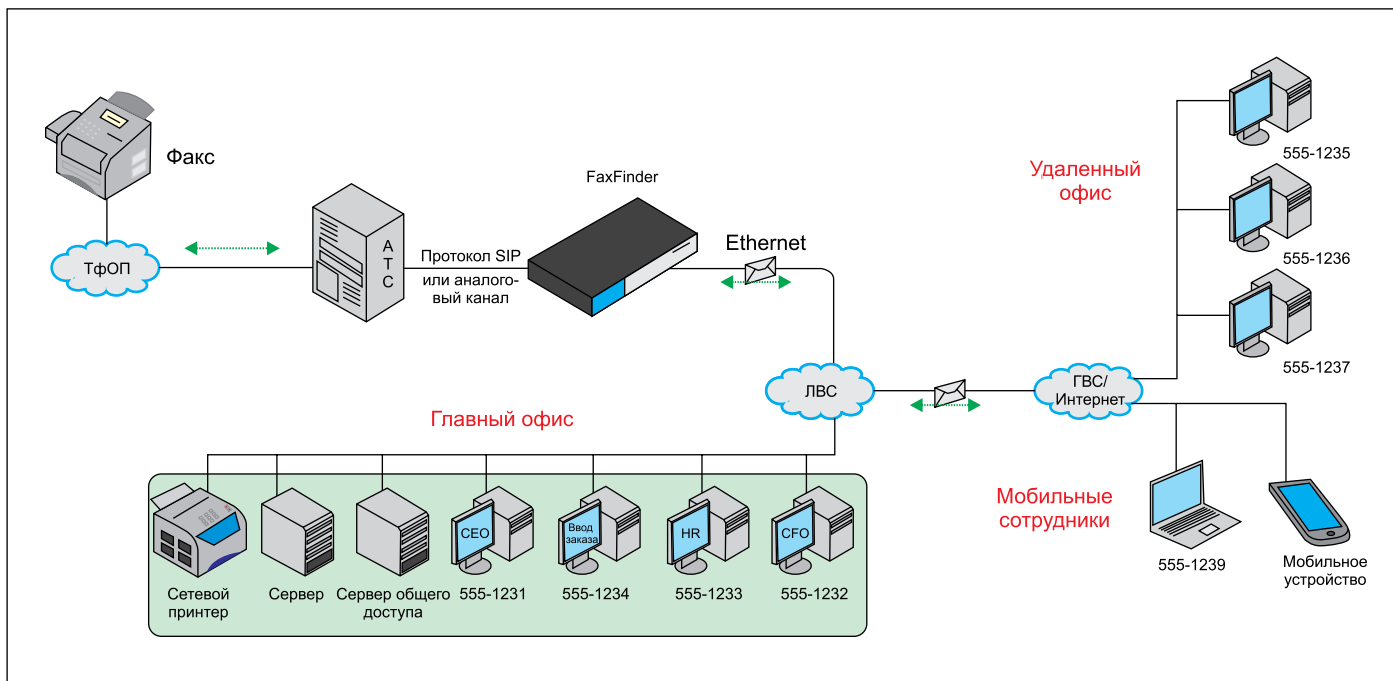 Факс
ТфОП
А
Т
С
Протокол SIP
или аналого-
вый канал
FaxFinder
Ethernet
ЛВС
ГВС/
Интернет
Удаленный
офис
555-1235
555-1236
555-1237
Главный офис
Сетевой
принтер
Сервер
Сервер общего
доступа
CEO
555-1231
Ввод
заказа
555-1234
HR
555-1233
CFO
555-1232
Мобильные
сотрудники
555-1239
Мобильное
устройство